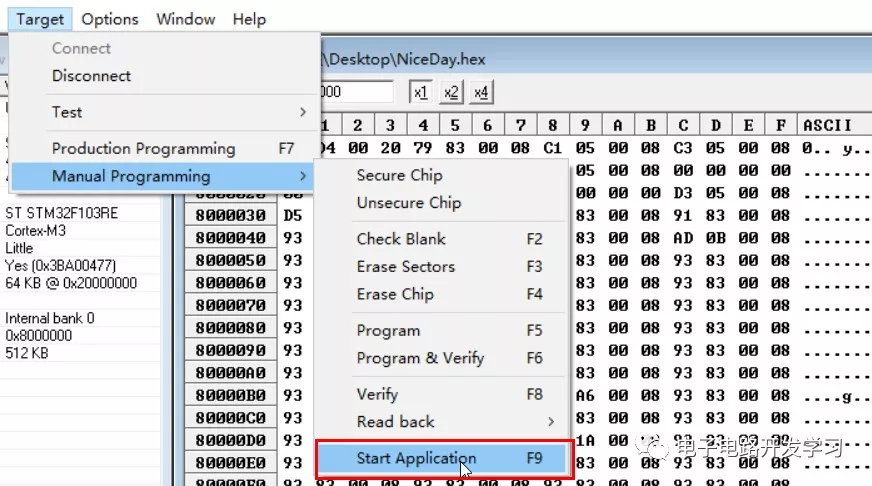 Target Options Window Help
Connect
Disconnect
Test
Production Programming F7
Manual Programming
Secure Chip
Unsecure Chip
Check Blank F2
Erase Sectors F3
Erase Chip F4
Program F5
Program & Verify F6
Verify F8
Read back
Start Application F9
\Desktop\NiceDay.hex
x1 x2 x4
1 2 3 4 5 6 7 8 9 A B C D E F ASCII
00 20 79 83 00 08 C1 05 00 08 C3 05 00 08
05 00 08 00 00 00 00
00 00 00 D3 05 00 08
8000030 D5 83 00 08 91 83 00 08
8000040 93 83 00 08 AD 0B 00 08
8000050 93 83 00 08 93 83 00 08
8000060 93 83 00 08 93 83 00 08
8000070 93 83 00 08 93 83 00 08
8000080 93 83 00 08 93 83 00 08
8000090 93 83 00 08 93 83 00 08
80000A0 93 83 00 08 93 83 00 08
80000B0 93 A6 00 08 93 83 00 08
80000C0 93 83 00 08 93 83 00 08
80000D0 93 1A 00
80000E0 93 83 00 08 93 83 00 08
ST STM32F103RE
Cortex-M3
Little
Yes (0x3BA00477)
64 KB @ 0x20000000
Internal bank 0
0x8000000
512 KB
电子电路开发学习